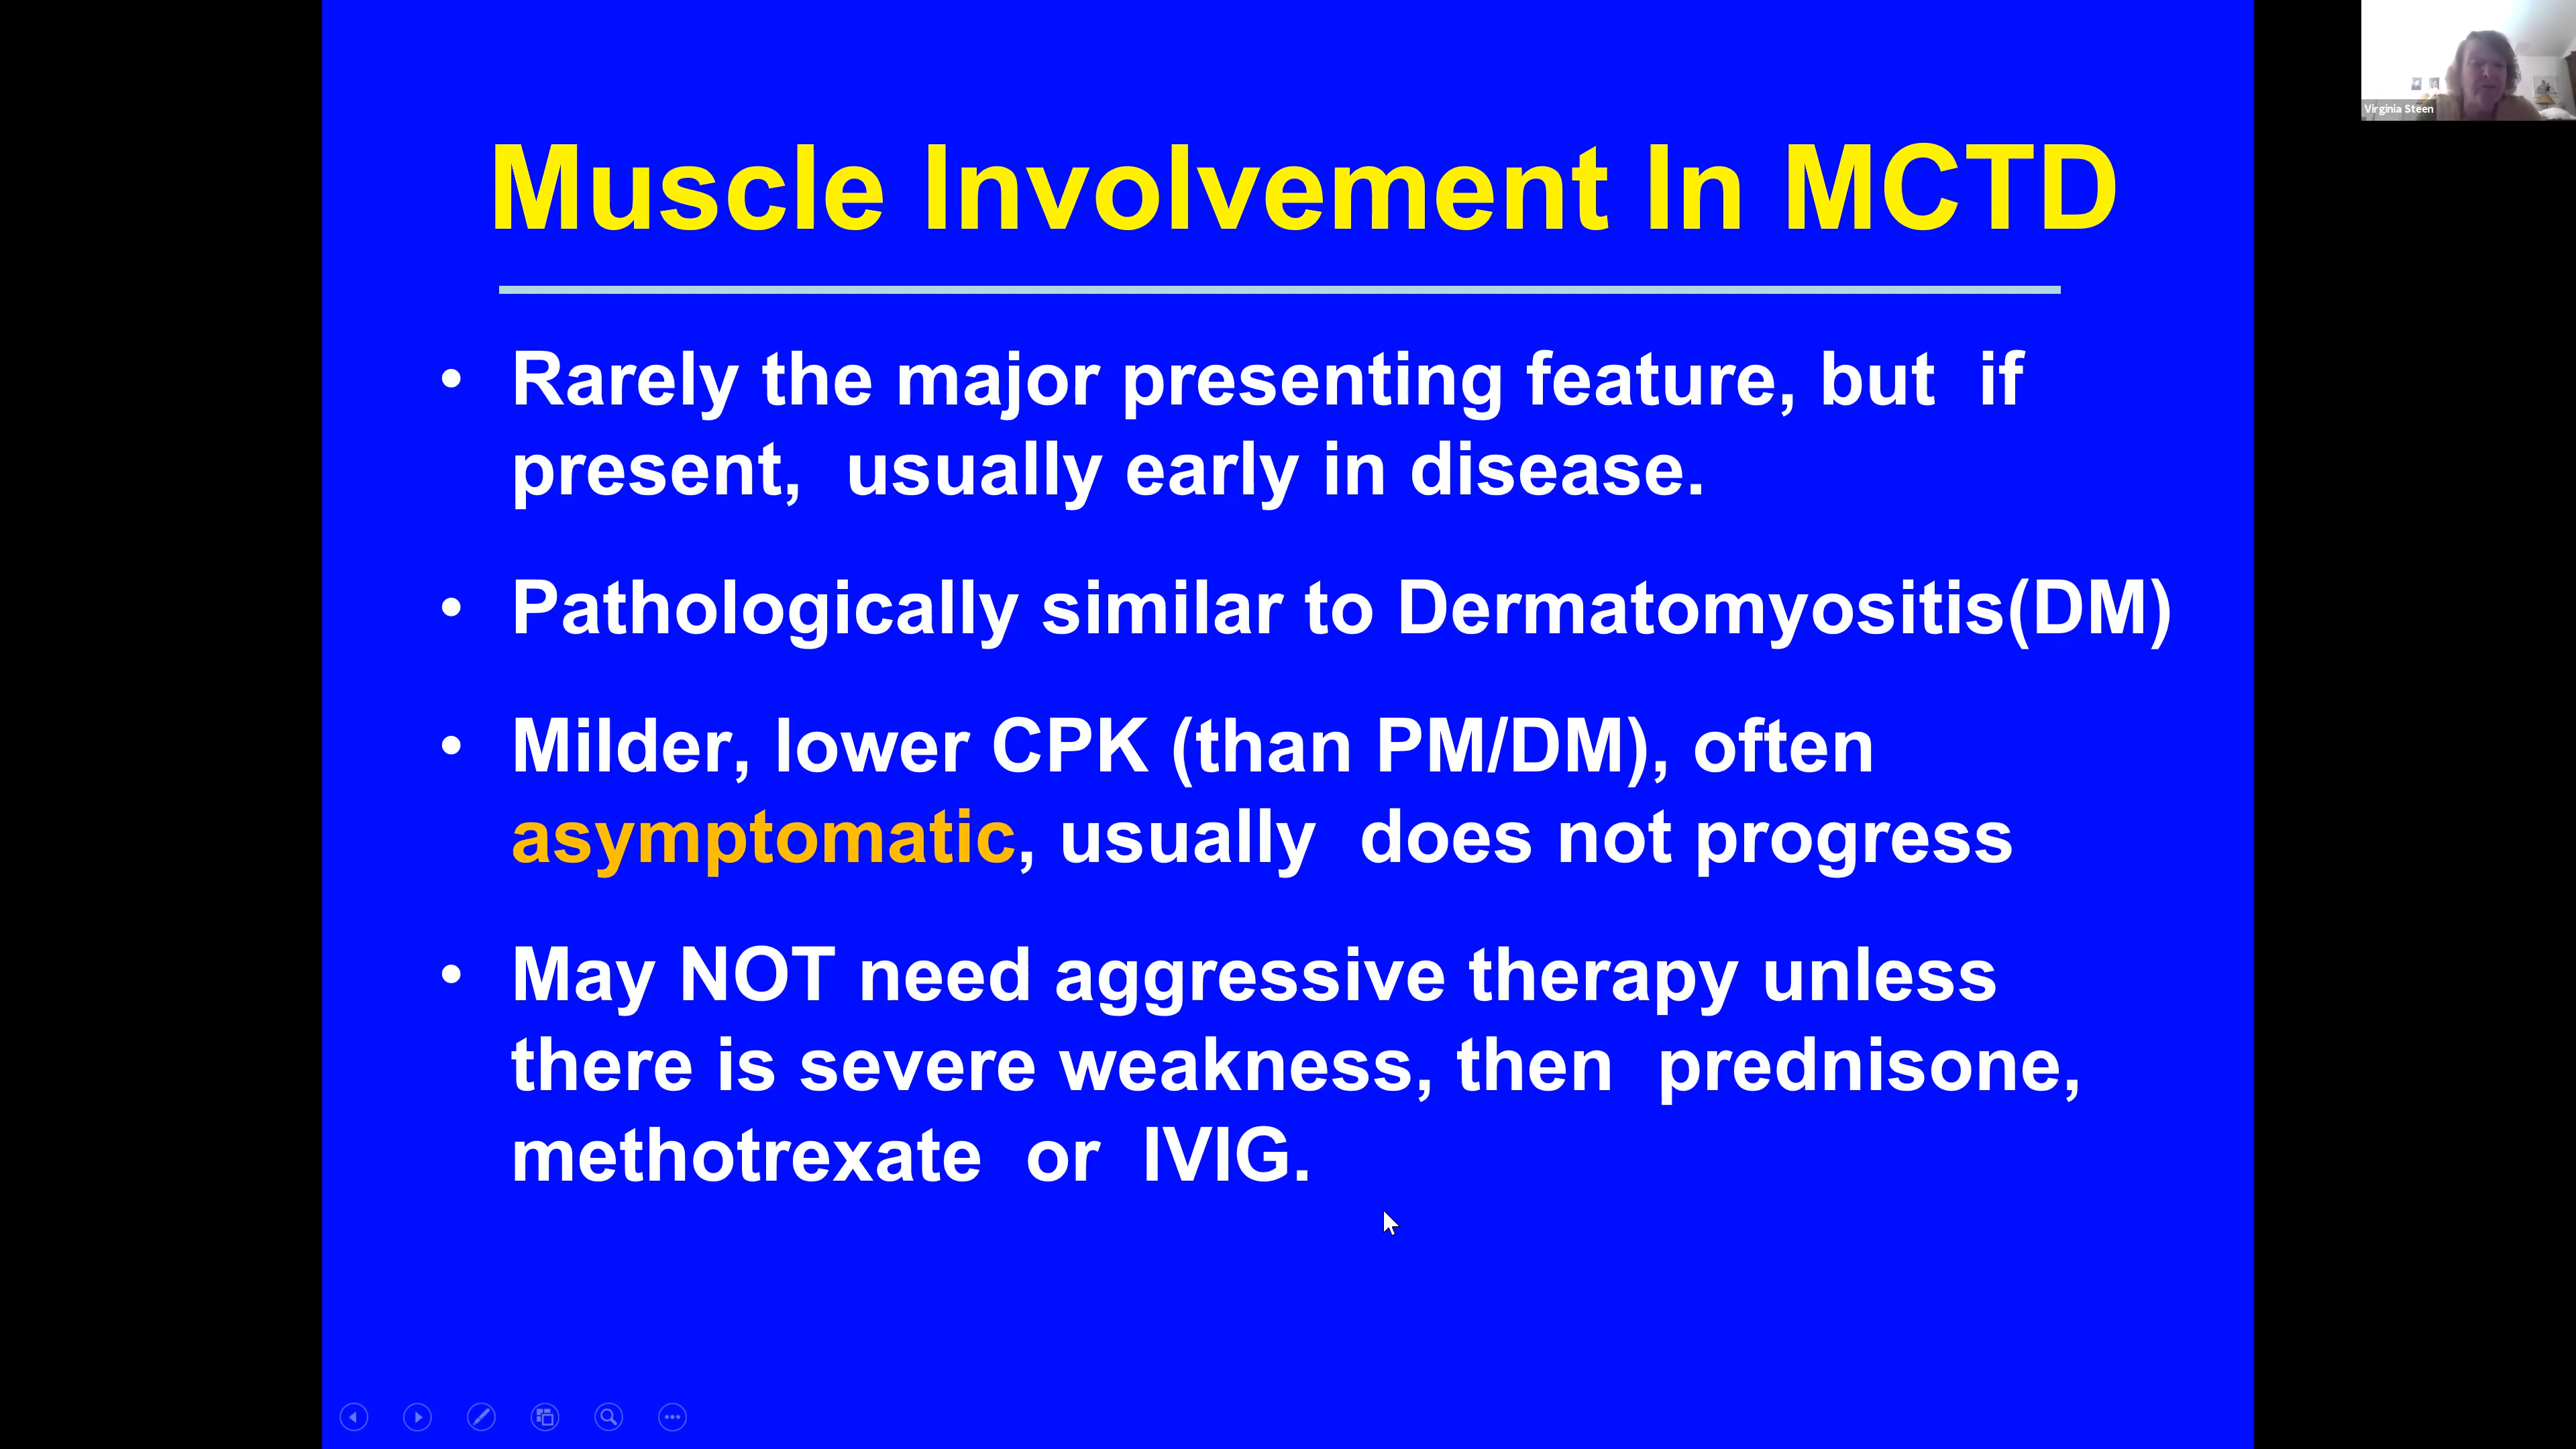 Muscle Involvement In MCTD
• Rarely the major presenting feature, but  if
present,  usually early in disease.
• Pathologically similar to Dermatomyositis(DM)
• Milder, lower CPK (than PM/DM), often
asymptomatic, usually  does not progress
• May NOT need aggressive therapy unless
there is severe weakness, then  prednisone,
methotrexate  or  IVIG.
Virginia Steen